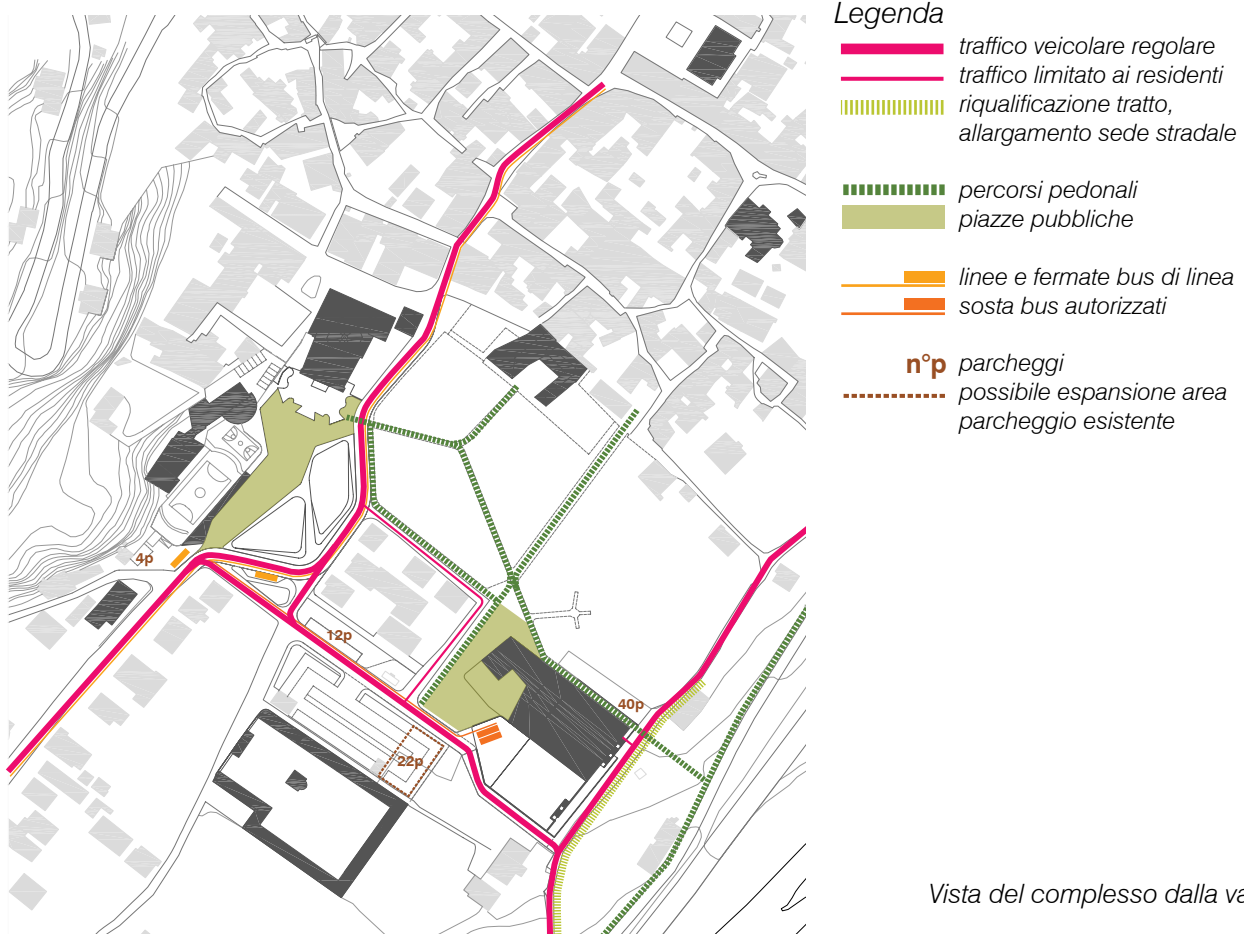 Legenda
traffico veicolare regolare
traffico limitato ai residenti
riqualificazione tratto,
allargamento sede stradale
percorsi pedonali
piazze pubbliche
linee e fermate bus di linea
sosta bus autorizzati
n°p parcheggi
possibile espansione area
parcheggio esistente
4p
12p
40p
22p
Vista del complesso dalla va